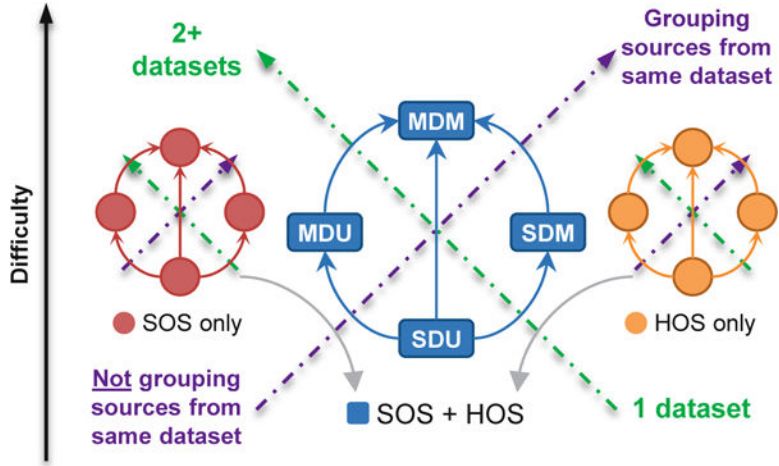 Difficulty
2+
datasets
Grouping
sources from
same dataset
MDM
MDU
SDM
SDU
SOS only
HOS only
Not grouping
sources from
same dataset
SOS + HOS
1 dataset